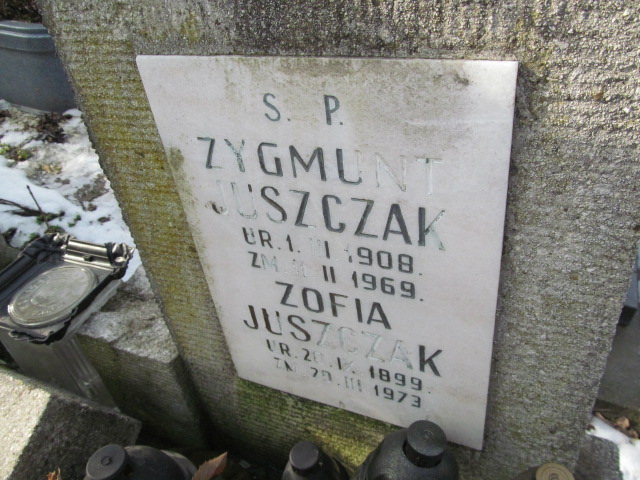 S. P.
ZYGMUNT
JUSZCZAK
UR. 1. 1908.
ZM. II 1969.
ZOFIA
JUSZCZAK
UR. 1899.
ZM. 29. III 1973